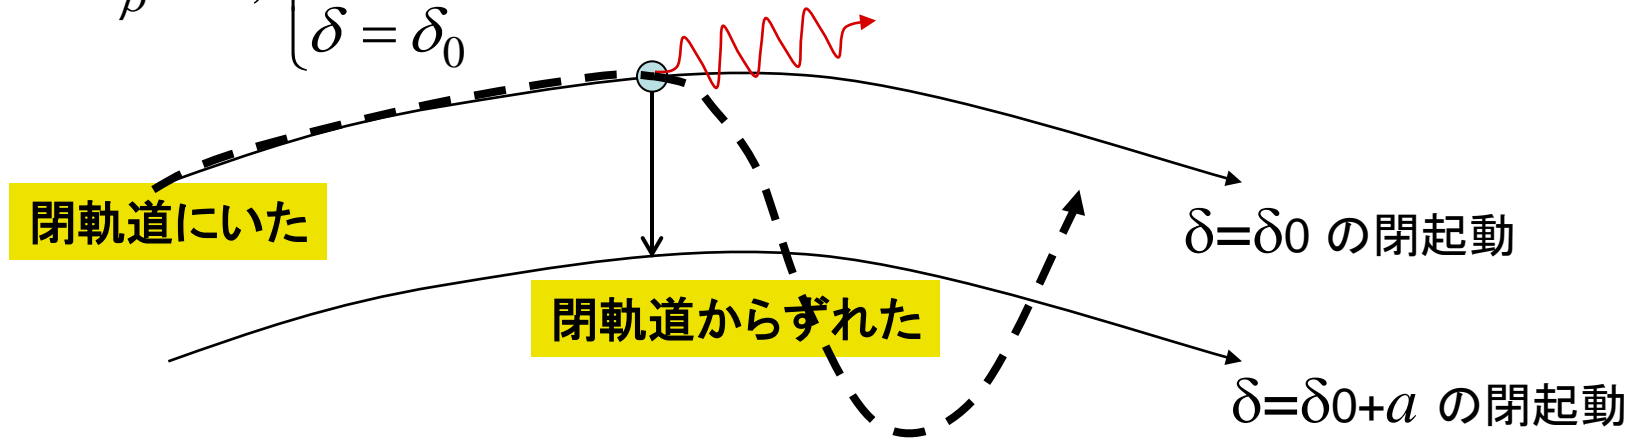 p
δ = δ0
閉軌道にいた
δ=δ0 の閉起動
閉軌道からずれた
δ=δ0+a の閉起動